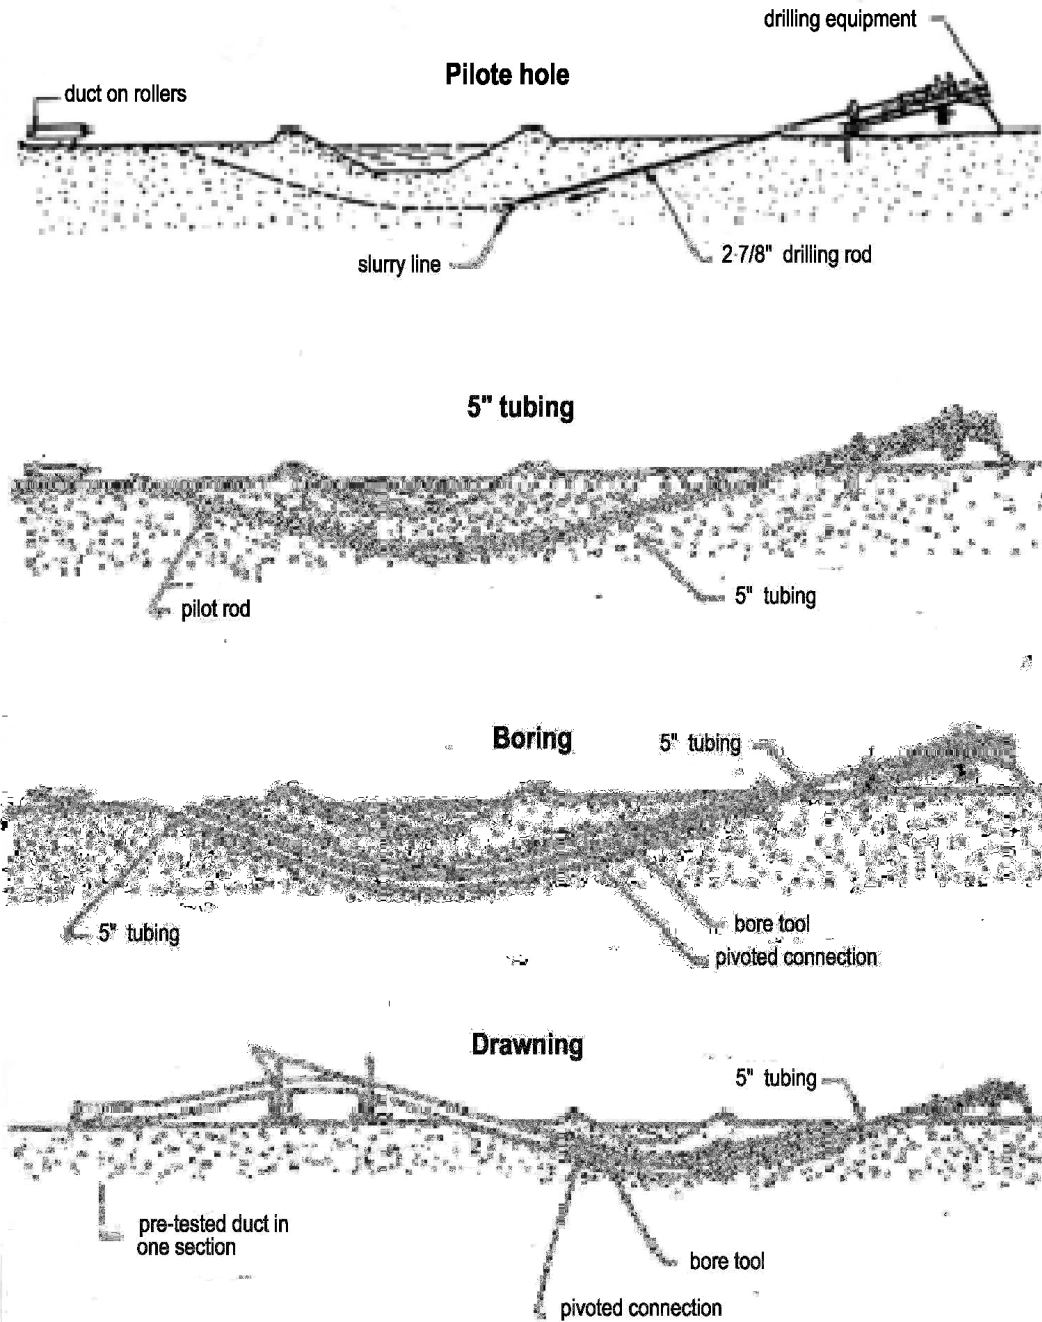 drilling equipment
Pilote hole
duct on rollers
slurry line
2-7/8" drilling rod
5" tubing
pilot rod
5" tubing
Boring
5" tubing
5" tubing
bore tool
pivoted connection
Drawning
5" tubing
pre-tested duct in
one section
bore tool
pivoted connection